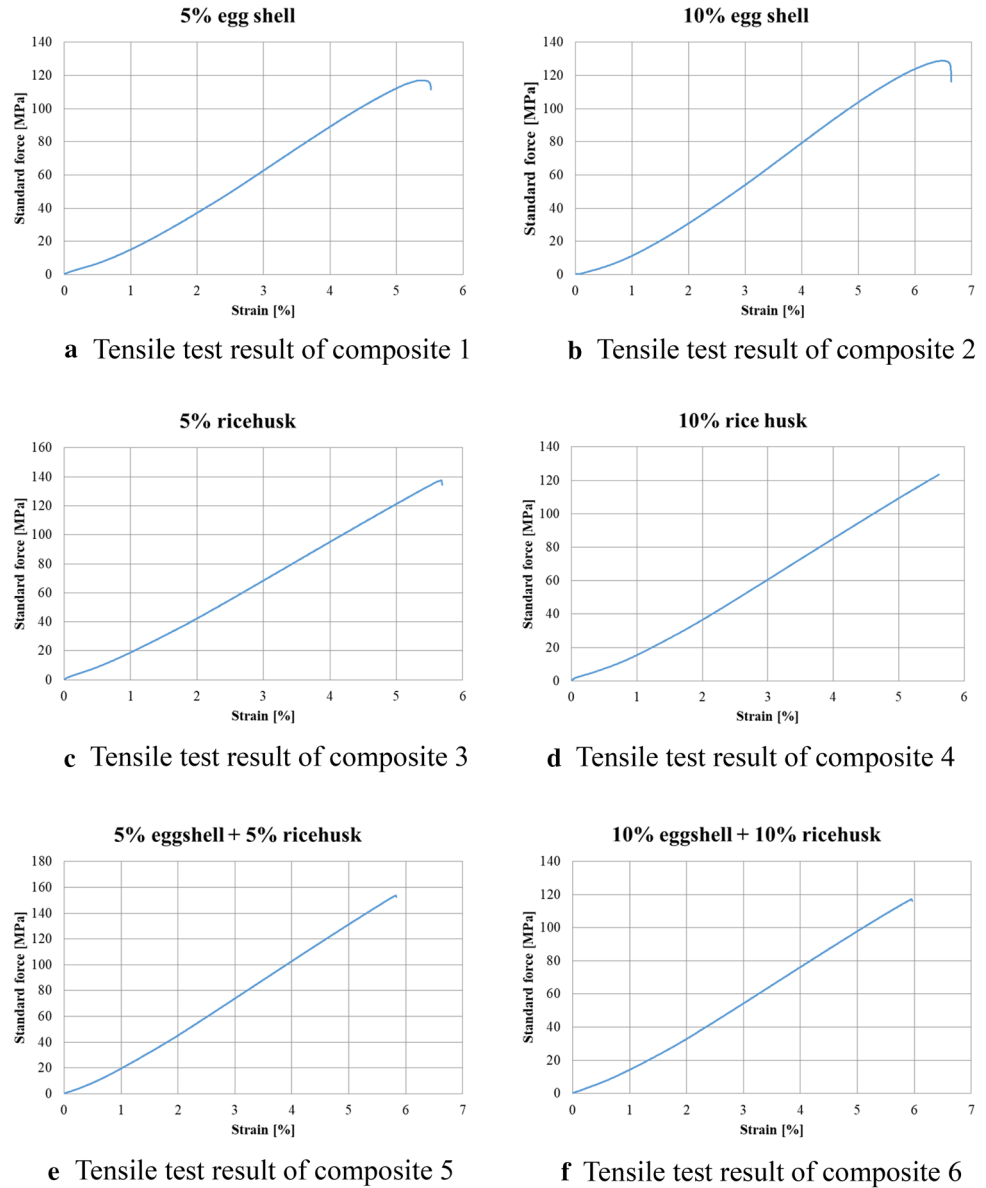 5% egg shell
Standard force [MPa]
140
120
100
80
60
40
20
0
0 1 2 3 4 5 6
Strain [%]
a Tensile test result of composite 1
10% egg shell
Standard force [MPa]
140
120
100
80
60
40
20
0
0 1 2 3 4 5 6 7
Strain [%]
b Tensile test result of composite 2
5% ricehusk
Standard force [MPa]
160
140
120
100
80
60
40
20
0
0 1 2 3 4 5 6
Strain [%]
c Tensile test result of composite 3
10% rice husk
Standard force [MPa]
140
120
100
80
60
40
20
0
0 1 2 3 4 5 6
Strain [%]
d Tensile test result of composite 4
5% eggshell + 5% ricehusk
Standard force [MPa]
180
160
140
120
100
80
60
40
20
0
0 1 2 3 4 5 6 7
Strain [%]
e Tensile test result of composite 5
10% eggshell + 10% ricehusk
Standard force [MPa]
140
120
100
80
60
40
20
0
0 1 2 3 4 5 6 7
Strain [%]
f Tensile test result of composite 6